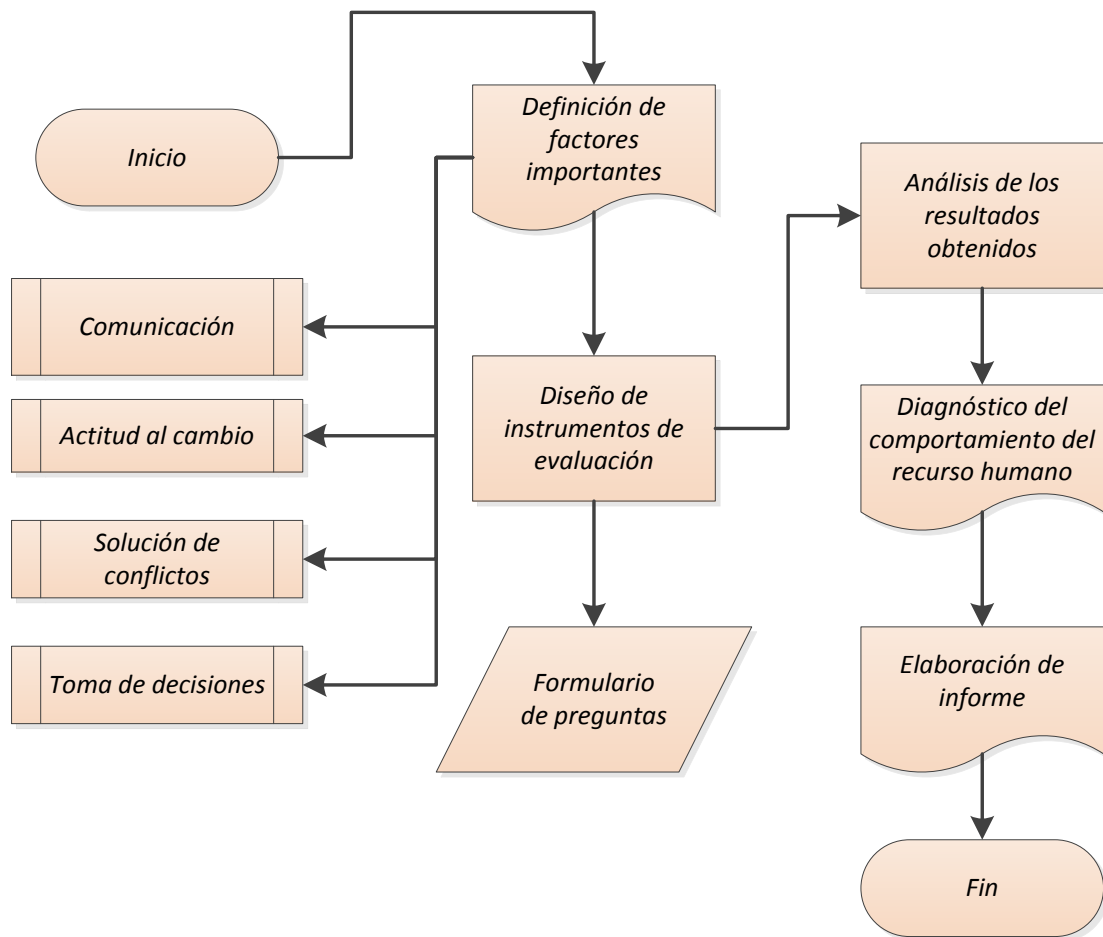 Inicio
Definición de
factores
importantes
Comunicación
Actitud al cambio
Solución de
conflictos
Toma de decisiones
Diseño de
instrumentos de
evaluación
Formulario
de preguntas
Análisis de los
resultados
obtenidos
Diagnóstico del
comportamiento del
recurso humano
Elaboración de
informe
Fin